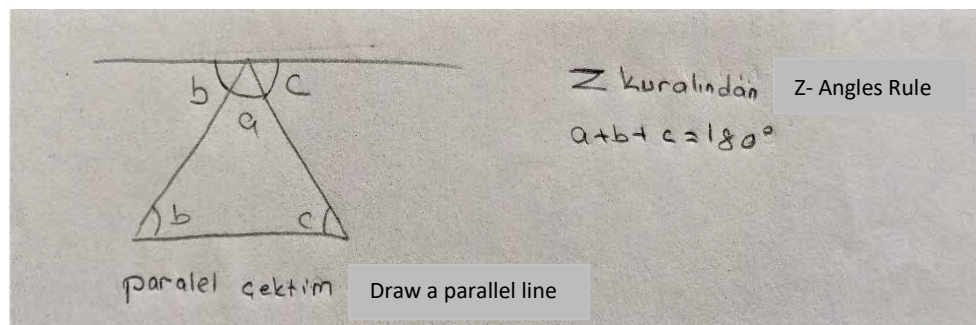 b c
a
b c
paralel çektim Draw a parallel line
Z kuralından Z- Angles Rule
a+b+c=180°